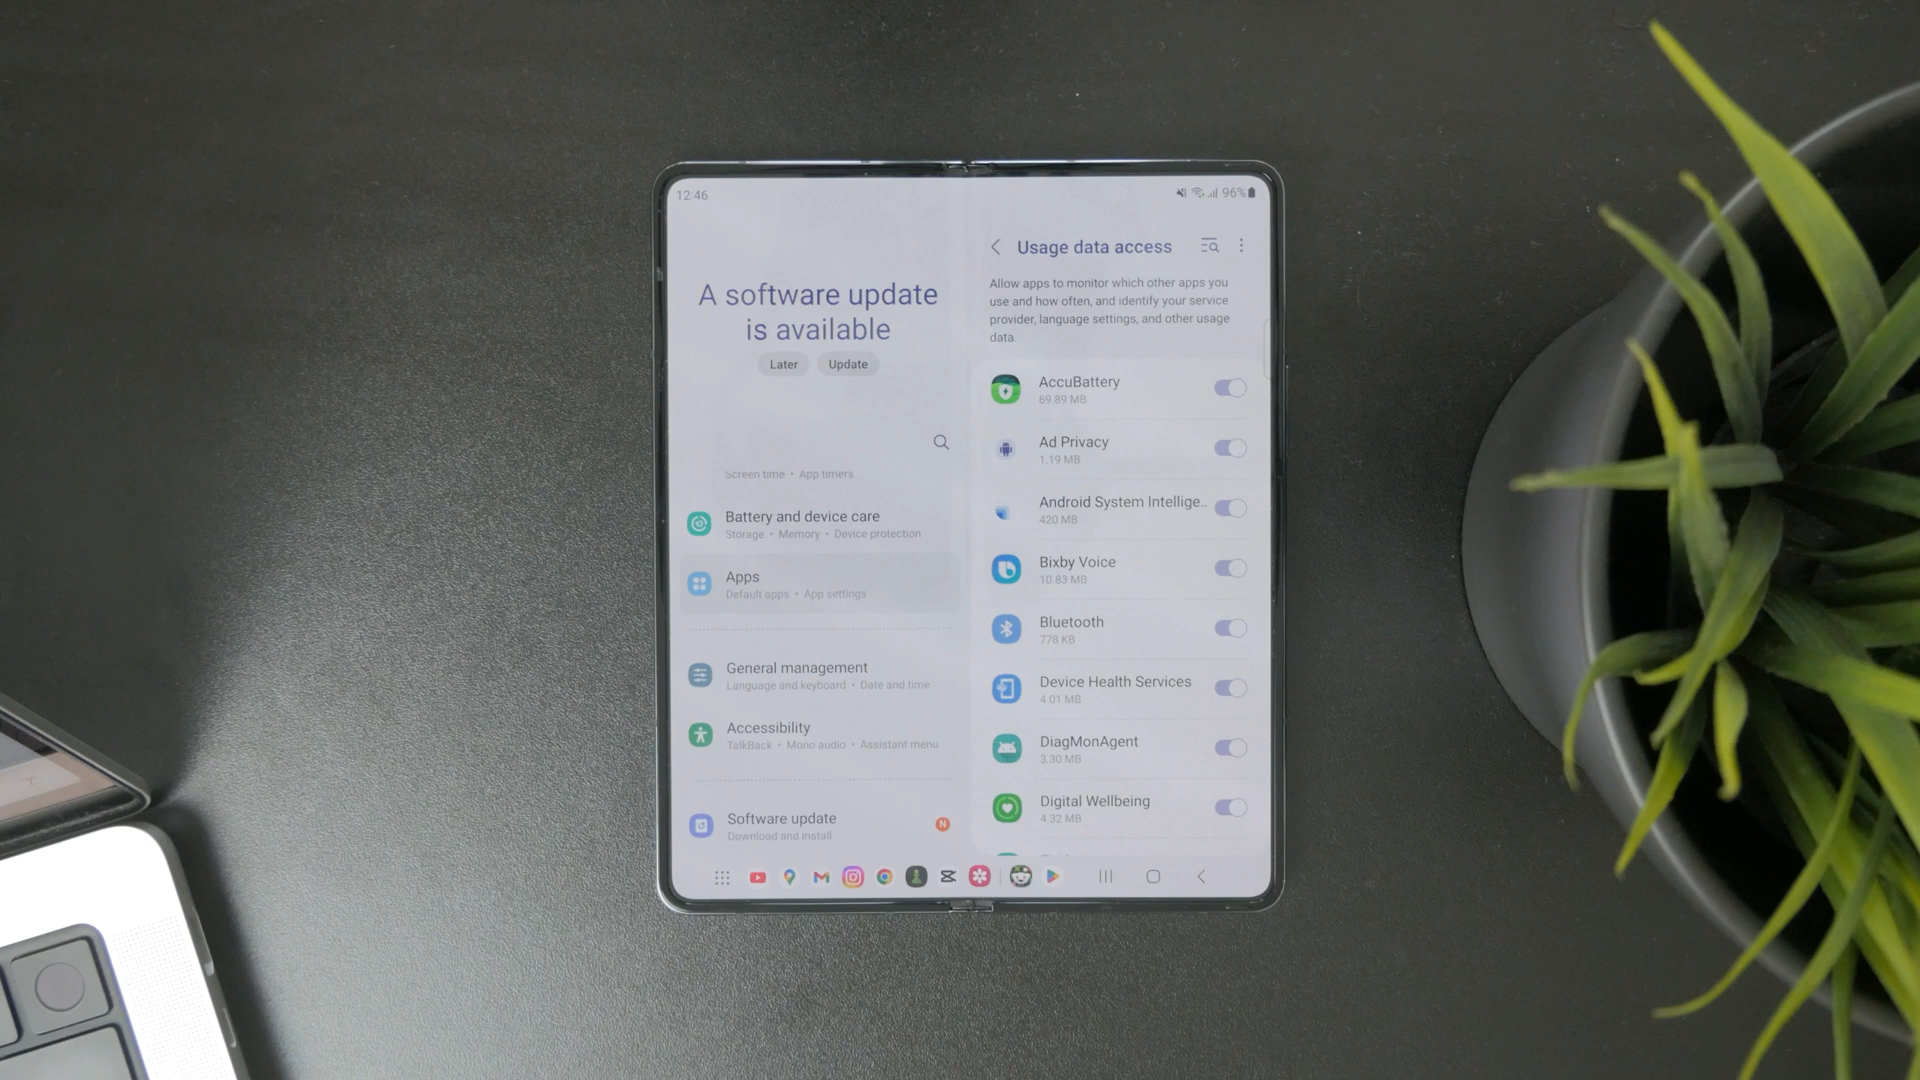 12:46
96%
A software update
is available
Later
Update
Screen time • App timers
Battery and device care
Storage • Memory • Device protection
Apps
Default apps • App settings
General management
Language and keyboard • Date and time
Accessibility
TalkBack • Mono audio • Assistant menu
Software update
Download and install
N
Usage data access
Allow apps to monitor which other apps you
use and how often, and identify your service
provider, language settings, and other usage
data.
AccuBattery
69.89 MB
Ad Privacy
1.19 MB
Android System Intellige..
420 MB
Bixby Voice
10.83 MB
Bluetooth
778 KB
Device Health Services
4.01 MB
DiagMonAgent
3.30 MB
Digital Wellbeing
4.32 MB